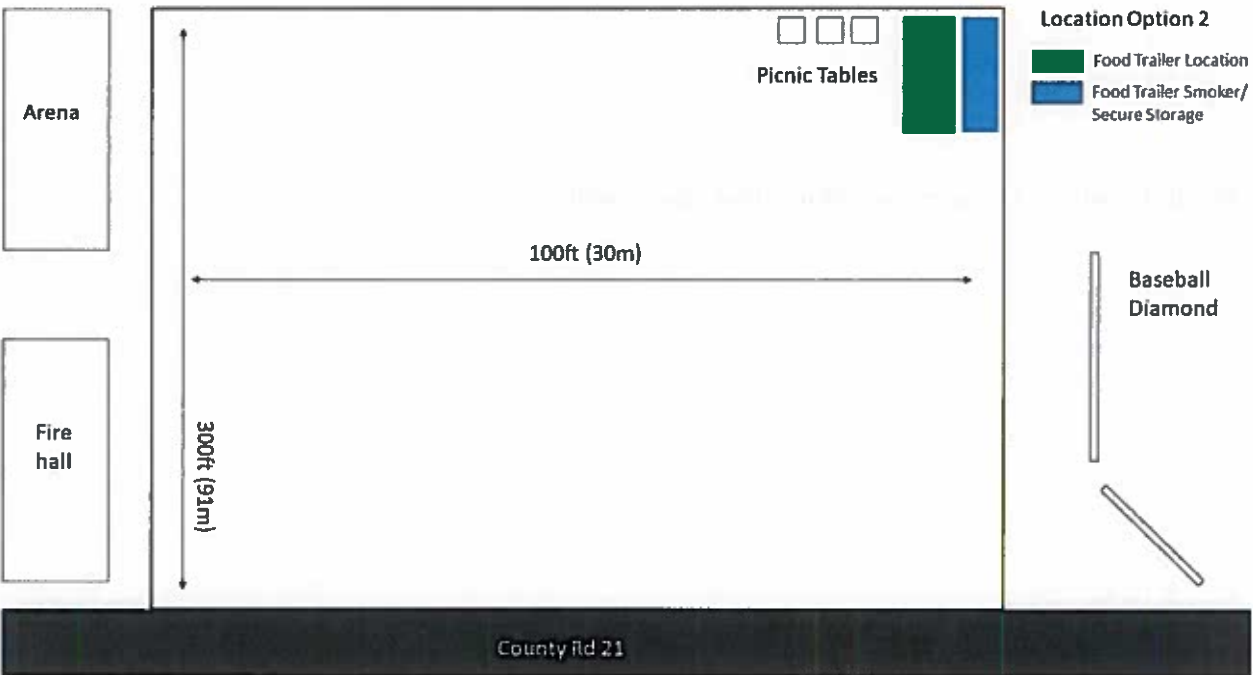 Location Option 2
Food Trailer Location
Food Trailer Smoker/
Secure Storage
Picnic Tables
Arena
100ft (30m)
Baseball
Diamond
300ft (91m)
Fire
hall
County Rd 21